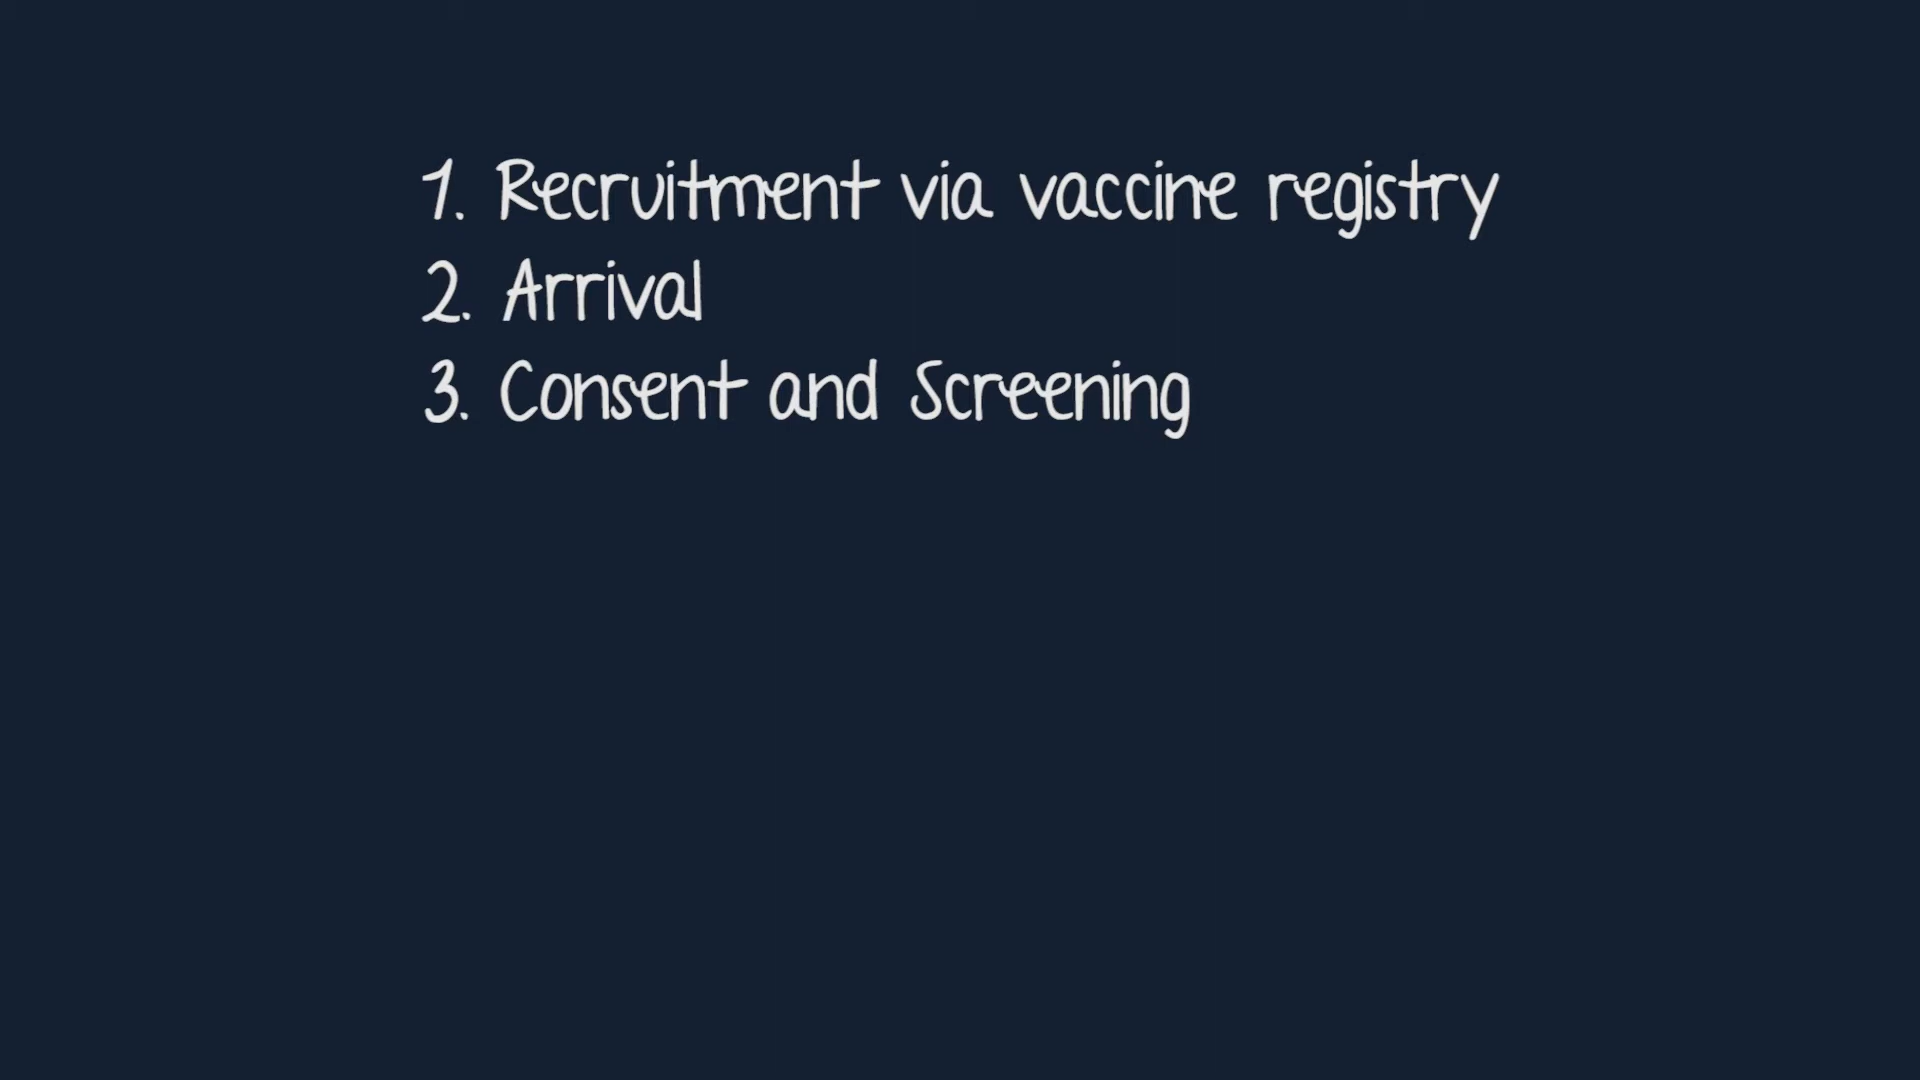 1. Recruitment via vaccine registry
2. Arrival
3. Consent and Screening